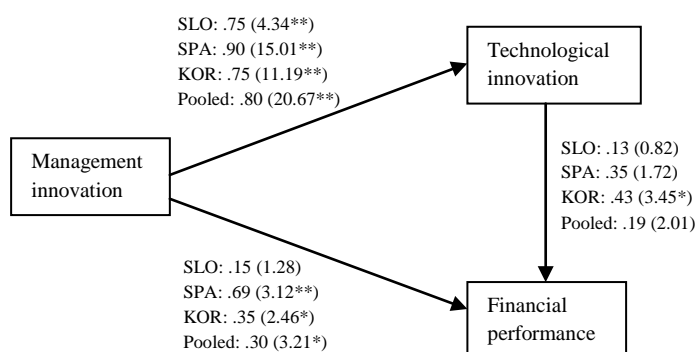 SLO: .75 (4.34**)
SPA: .90 (15.01**)
KOR: .75 (11.19**)
Pooled: .80 (20.67**)
Technological
innovation
Management
innovation
SLO: .13 (0.82)
SPA: .35 (1.72)
KOR: .43 (3.45*)
Pooled: .19 (2.01)
SLO: .15 (1.28)
SPA: .69 (3.12**)
KOR: .35 (2.46*)
Pooled: .30 (3.21*)
Financial
performance